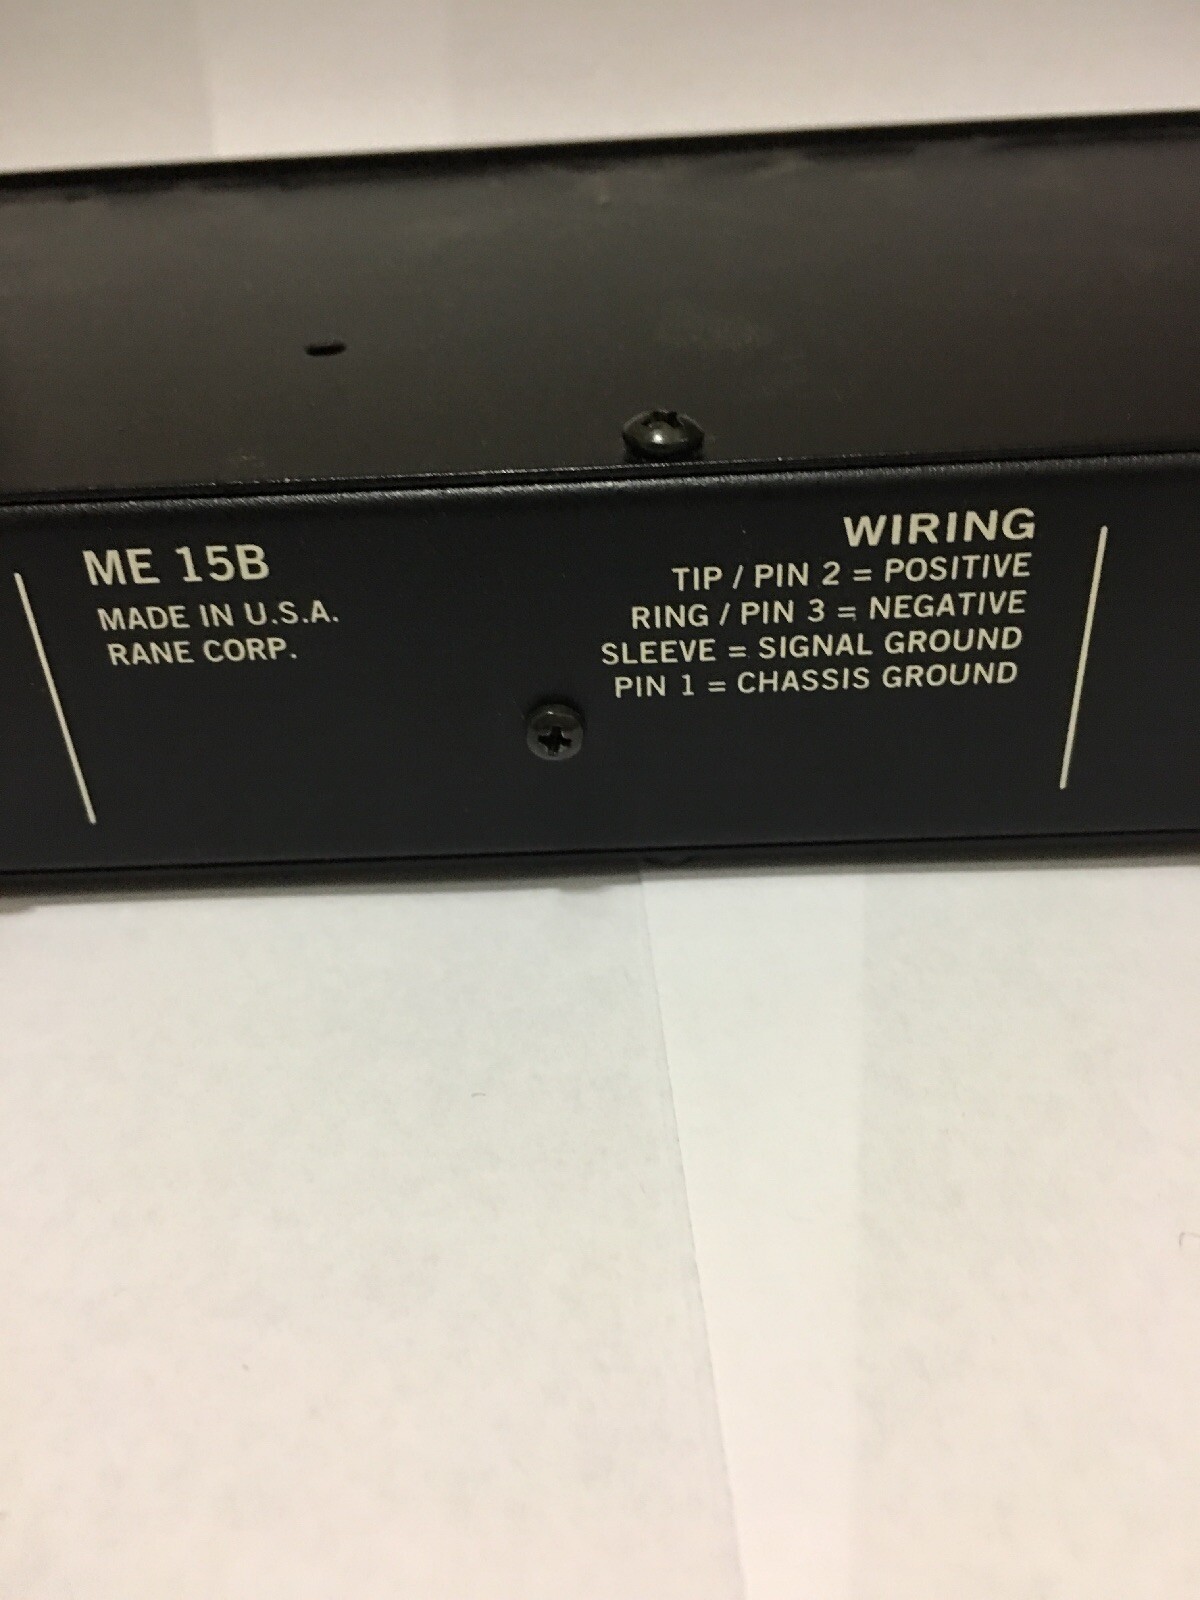 ME 15B
MADE IN U.S.A.
RANE CORP.
WIRING
TIP / PIN 2 = POSITIVE
RING / PIN 3 = NEGATIVE
SLEEVE = SIGNAL GROUND
PIN 1 = CHASSIS GROUND